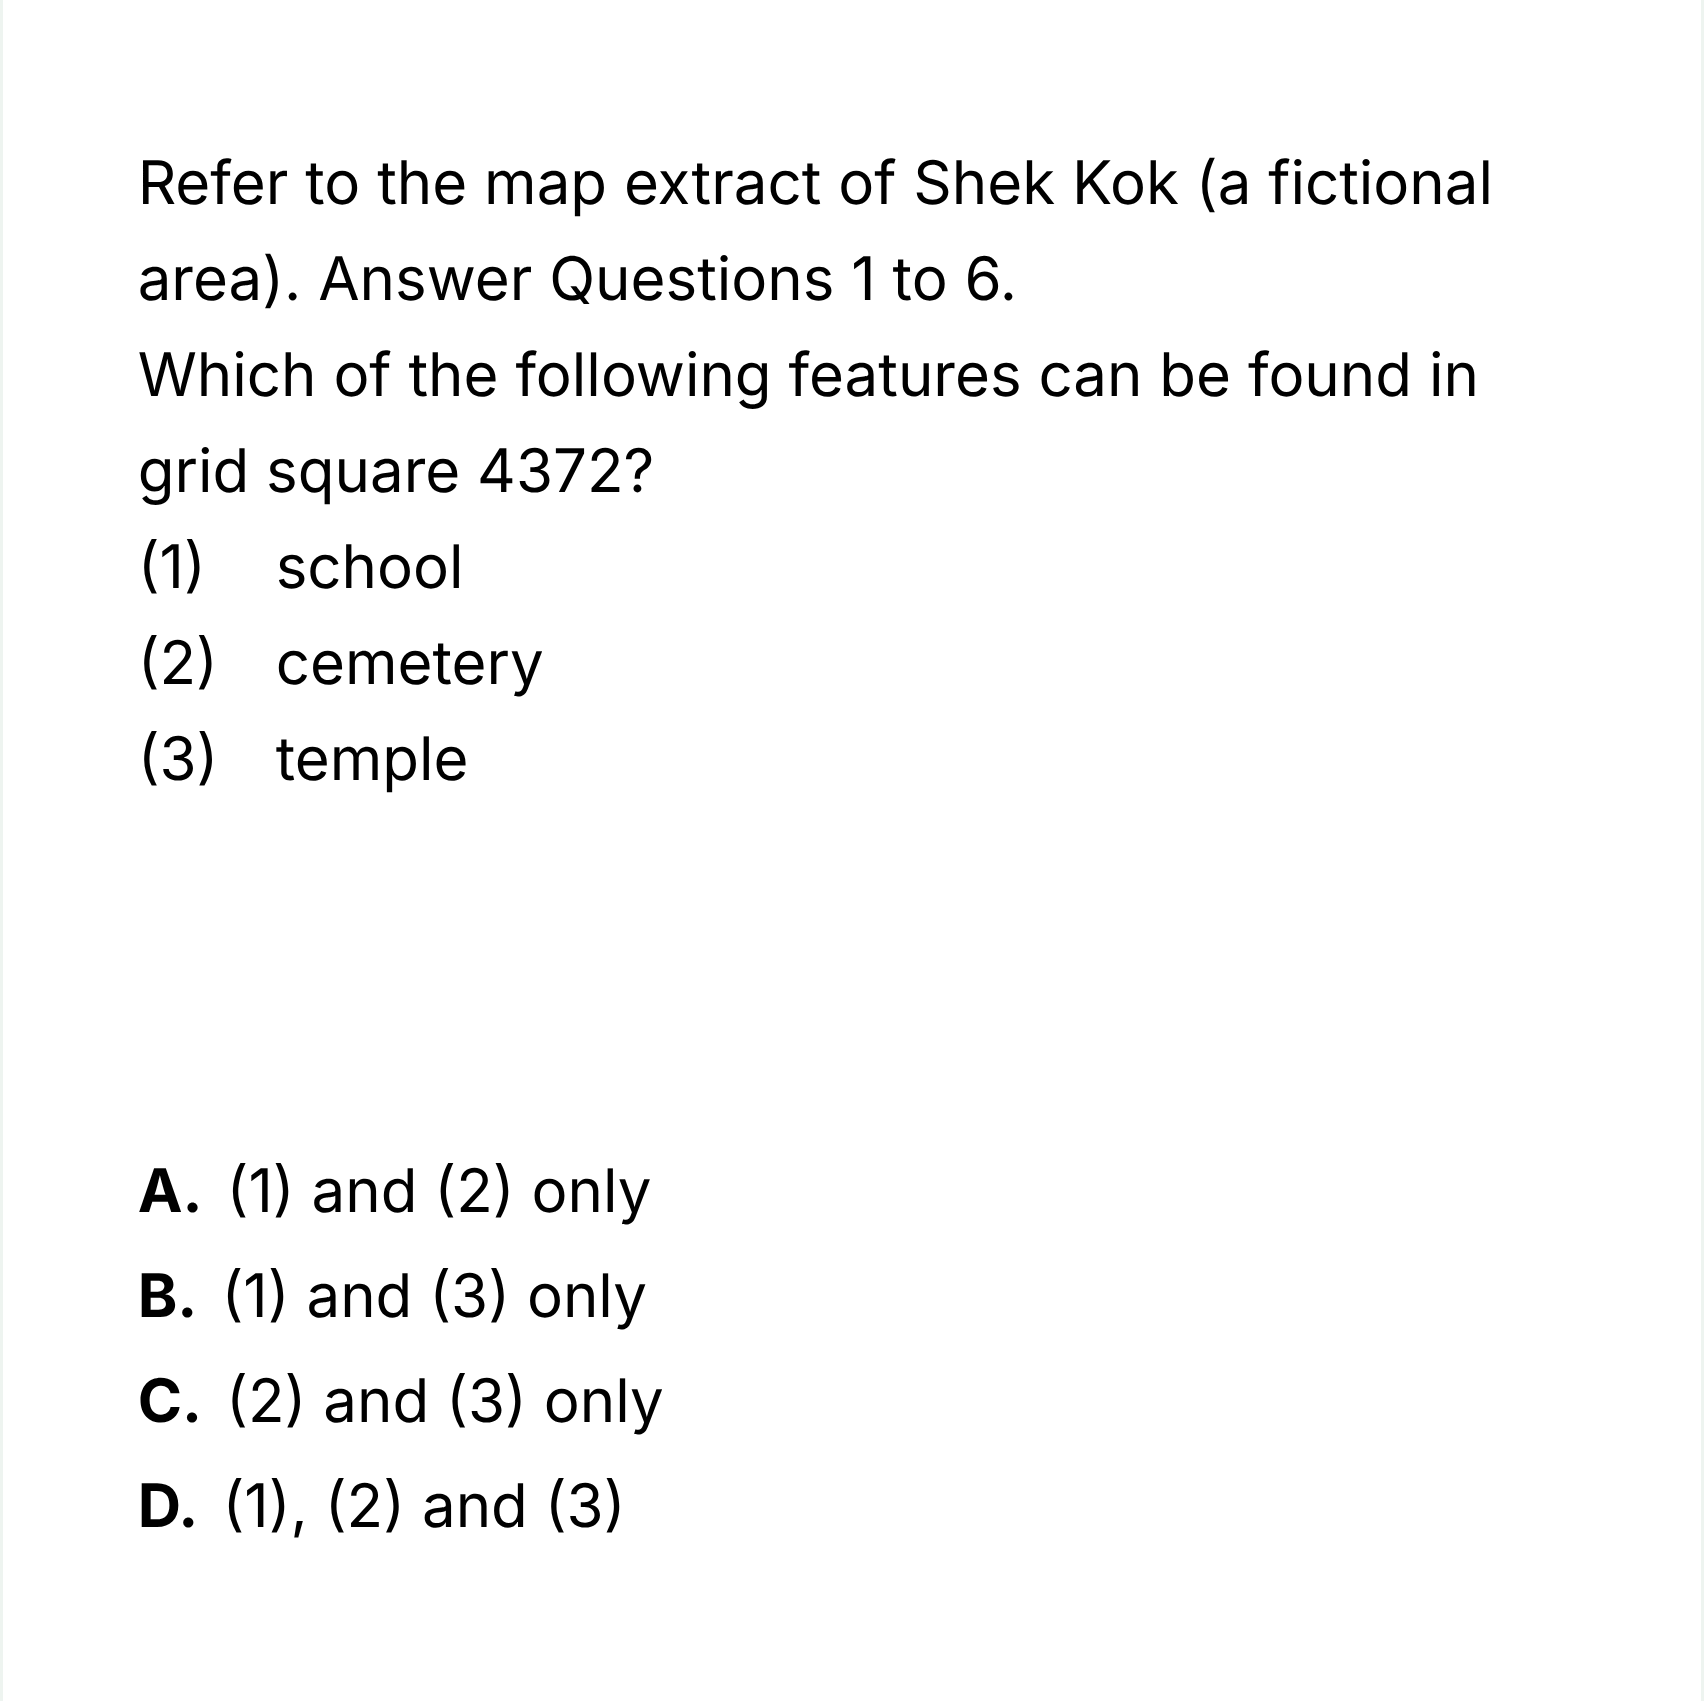 Refer to the map extract of Shek Kok (a fictional
area). Answer Questions 1 to 6.
Which of the following features can be found in
grid square 4372?
(1) school
(2) cemetery
(3) temple
A. (1) and (2) only
B. (1) and (3) only
C. (2) and (3) only
D. (1), (2) and (3)